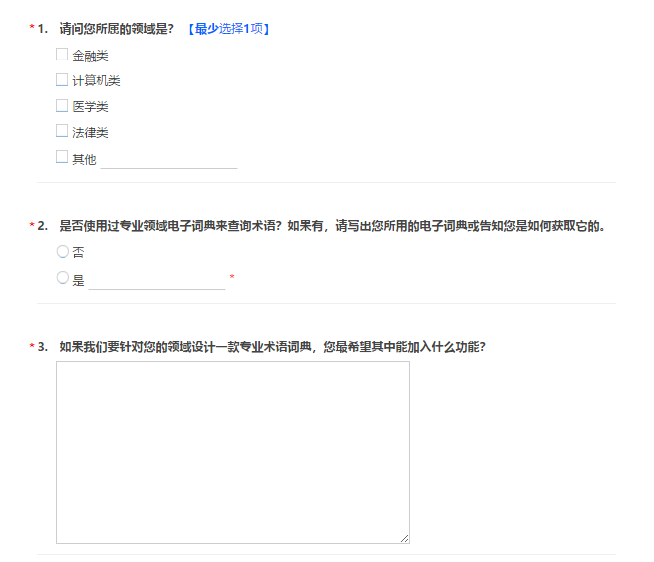 * 1. 请问您所属的领域是？ 【最少选择1项】
金融类
计算机类
医学类
法律类
其他
* 2. 是否使用过专业领域电子词典来查询术语？如果有，请写出您所用的电子词典或告知您是如何获取它的。
否
是 *
* 3. 如果我们要针对您的领域设计一款专业术语词典，您最希望其中能加入什么功能？